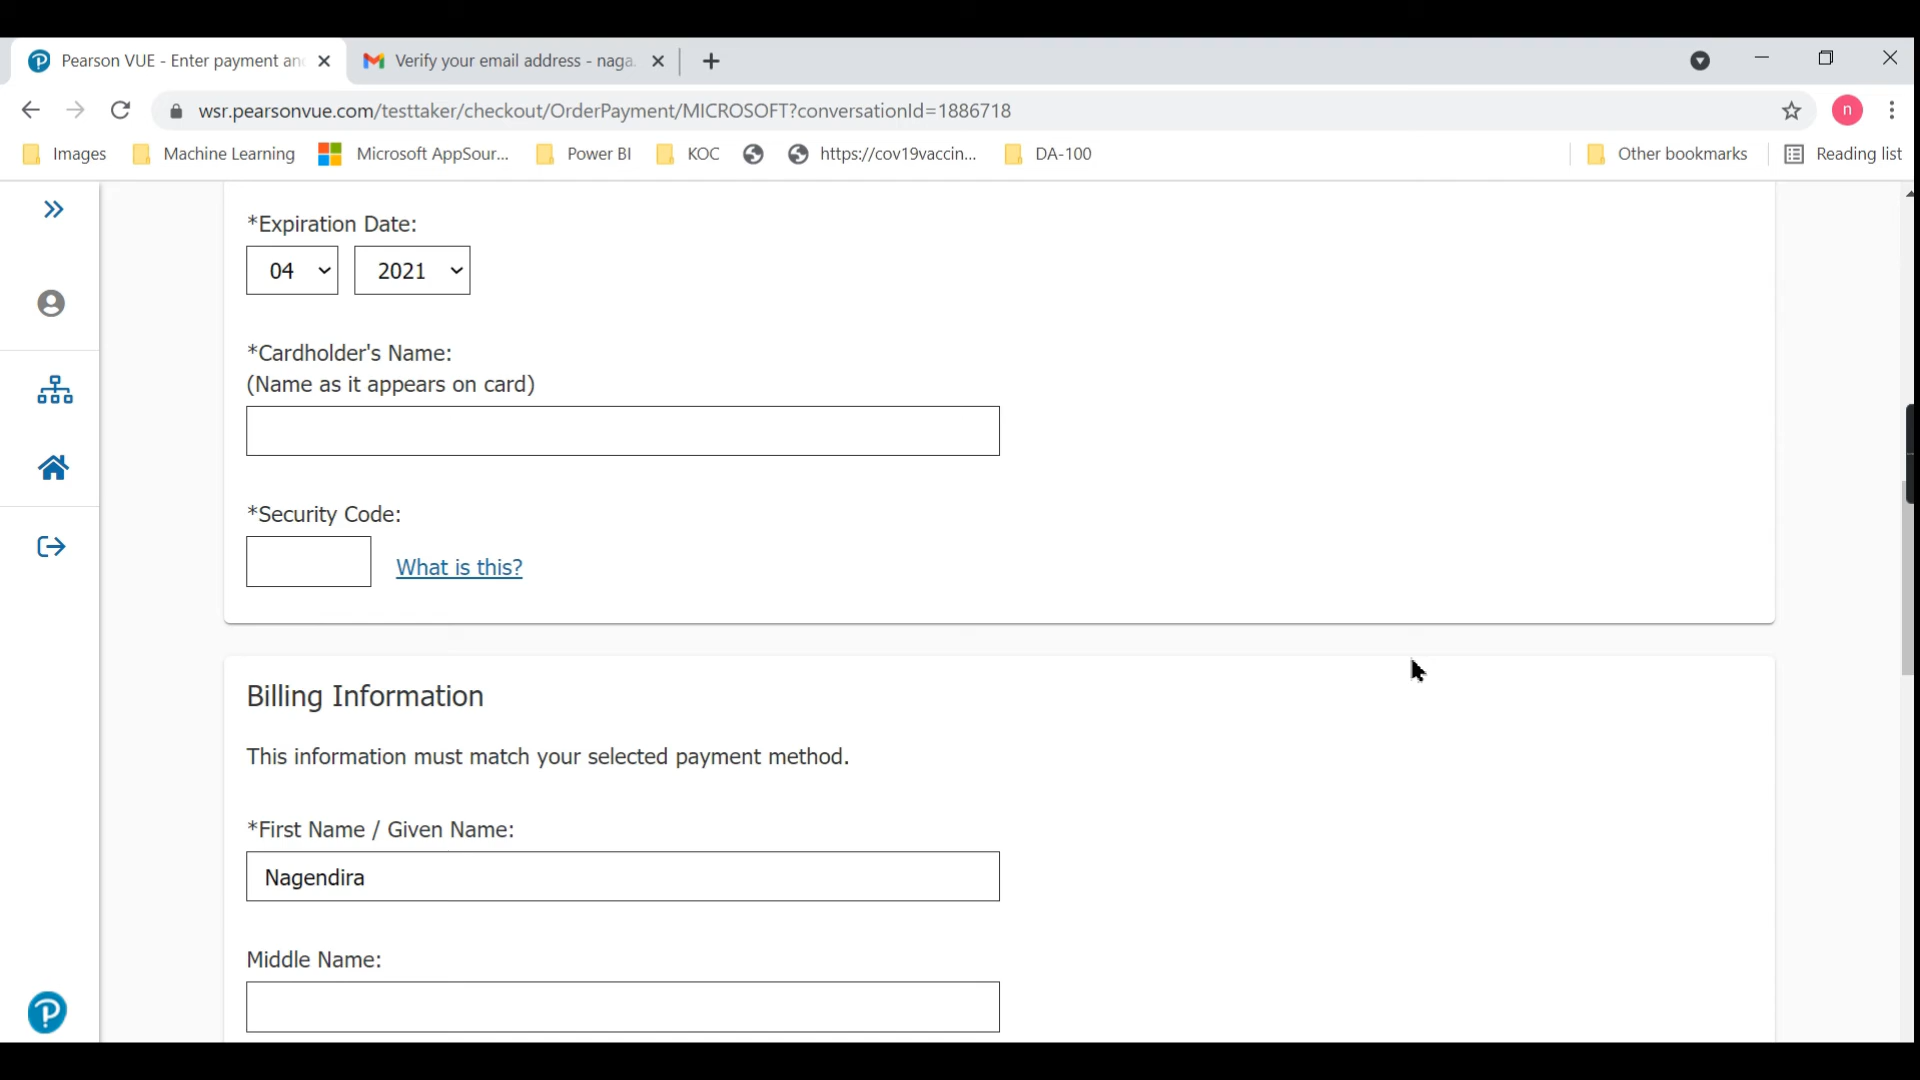 Pearson VUE - Enter payment an
Verify your email address - naga
wsr.pearsonvue.com/testtaker/checkout/OrderPayment/MICROSOFT?conversationId=1886718
n
Images
Machine Learning
Microsoft AppSour...
Power BI
KOC
https://cov19vaccin...
DA-100
Other bookmarks
Reading list
*Expiration Date:
04
2021
*Cardholder's Name:
(Name as it appears on card)
*Security Code:
What is this?
Billing Information
This information must match your selected payment method.
*First Name / Given Name:
Nagendira
Middle Name: